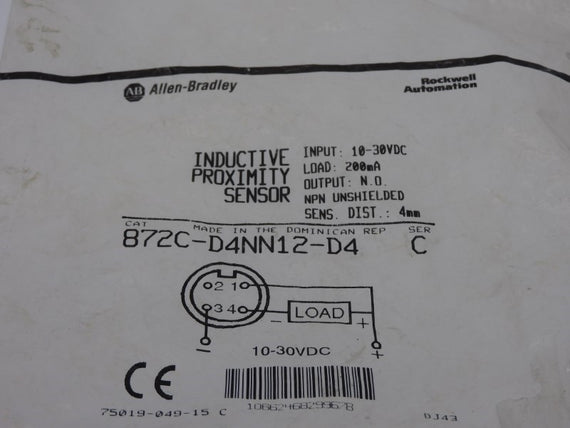 AB Allen-Bradley
Rockwell
Automation
INDUCTIVE
PROXIMITY
SENSOR
INPUT: 10-30VDC
LOAD: 200mA
OUTPUT: N.O.
NPN UNSHIELDED
SENS. DIST.: 4mm
CAT MADE IN THE DOMINICAN REP SER
872C-D4NN12-D4 C
2 1
3 4
- LOAD +
- +
10-30VDC
CE
10662468299678
75019-049-15 C
DJ43